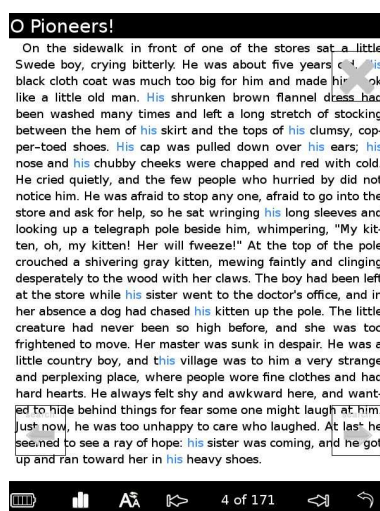 O Pioneers!
On the sidewalk in front of one of the stores sat a little
Swede boy, crying bitterly. He was about five years old. His
black cloth coat was much too big for him and made him look
like a little old man. His shrunken brown flannel dress had
been washed many times and left a long stretch of stocking
between the hem of his skirt and the tops of his clumsy, cop-
per-toed shoes. His cap was pulled down over his ears; his
nose and his chubby cheeks were chapped and red with cold.
He cried quietly, and the few people who hurried by did not
notice him. He was afraid to stop any one, afraid to go into the
store and ask for help, so he sat wringing his long sleeves and
looking up a telegraph pole beside him, whimpering, "My kit-
ten, oh, my kitten! Her will fweeze!" At the top of the pole
crouched a shivering gray kitten, mewing faintly and clinging
desperately to the wood with her claws. The boy had been left
at the store while his sister went to the doctor's office, and in
her absence a dog had chased his kitten up the pole. The little
creature had never been so high before, and she was too
frightened to move. Her master was sunk in despair. He was a
little country boy, and this village was to him a very strange
and perplexing place, where people wore fine clothes and had
hard hearts. He always felt shy and awkward here, and want-
ed to hide behind things for fear some one might laugh at him.
Just now, he was too unhappy to care who laughed. At last he
seemed to see a ray of hope: his sister was coming, and he got
up and ran toward her in his heavy shoes.
4 of 171